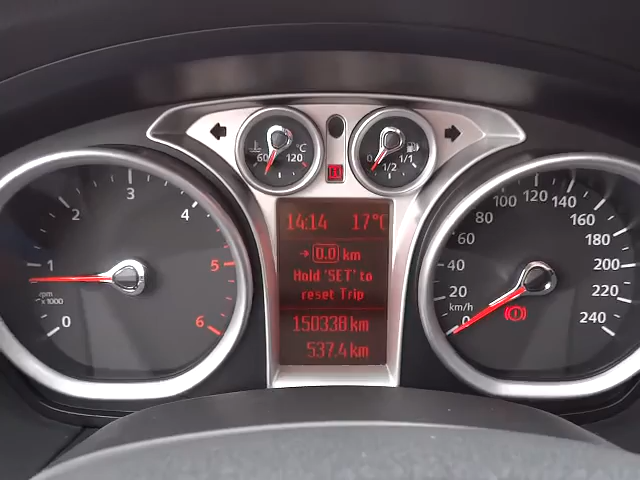 60 °C 120
0 1/2 1/1
0 1 2 3 4 5 6
rpm
x 1000
14:14 17°C
→ 0.0 km
Hold 'SET' to
reset Trip
150338 km
537.4 km
0 20 40 60 80 100 120 140 160 180 200 220 240
km/h